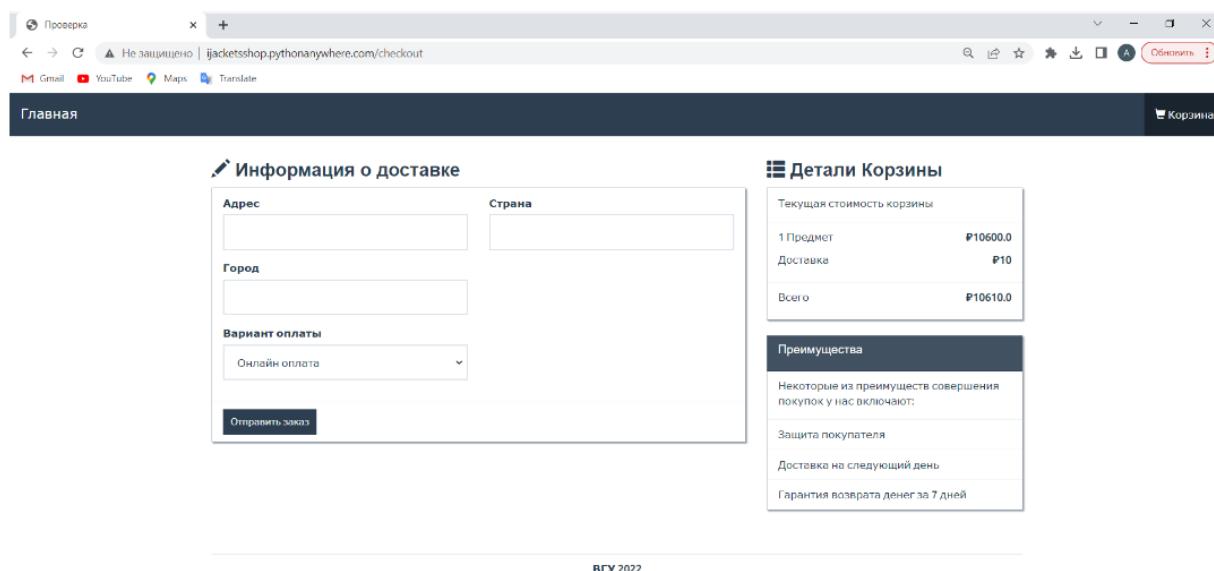 Проверка
Не защищено | ijacketsshop.pythonanywhere.com/checkout
A
Обновить
Gmail YouTube Maps Translate
Главная
Корзина
Информация о доставке
Адрес
Страна
Город
Вариант оплаты
Онлайн оплата
Отправить заказ
Детали Корзины
Текущая стоимость корзины
1 Предмет ₽10600.0
Доставка ₽10
Всего ₽10610.0
Преимущества
Некоторые из преимуществ совершения
покупок у нас включают:
Защита покупателя
Доставка на следующий день
Гарантия возврата денег за 7 дней
ВГУ 2022